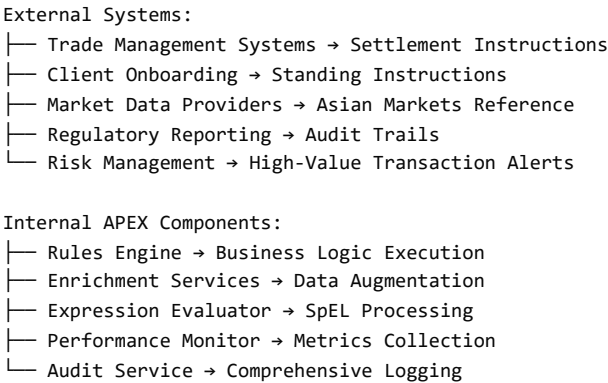 External Systems:
├── Trade Management Systems → Settlement Instructions
├── Client Onboarding → Standing Instructions
├── Market Data Providers → Asian Markets Reference
├── Regulatory Reporting → Audit Trails
└── Risk Management → High-Value Transaction Alerts

Internal APEX Components:
├── Rules Engine → Business Logic Execution
├── Enrichment Services → Data Augmentation
├── Expression Evaluator → SpEL Processing
├── Performance Monitor → Metrics Collection
└── Audit Service → Comprehensive Logging